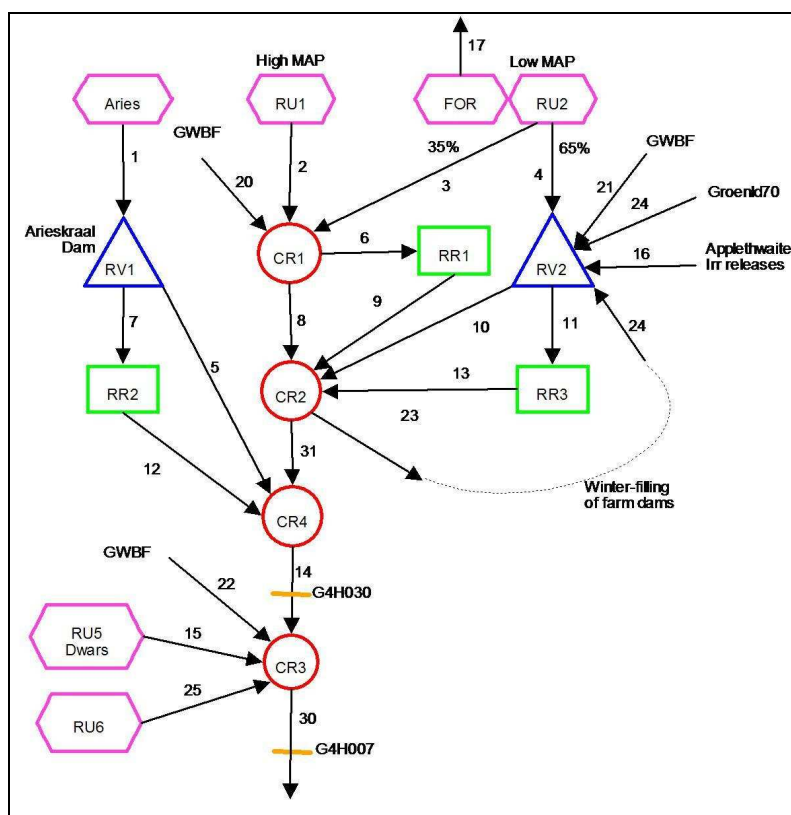 17
High MAP
Low MAP
Aries
RU1
FOR
RU2
GWBF
35%
65%
GWBF
1
2
3
4
20
21
24
Groenld70
Arieskraal
Dam
6
16
Applethwaite
Irr releases
RV1
CR1
RR1
RV2
7
5
8
9
10
11
24
RR2
CR2
13
RR3
23
12
31
Winter-filling
of farm dams
CR4
GWBF
14
22
G4H030
RU5
Dwars
15
CR3
25
RU6
30
G4H007